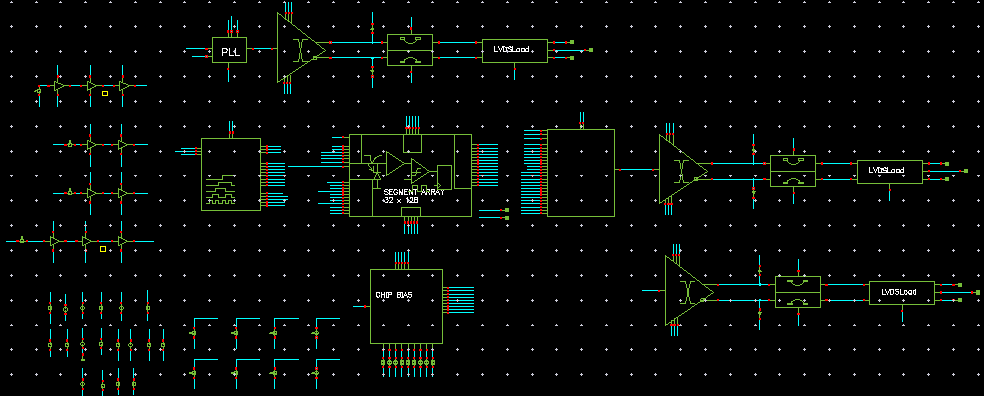 PLL
LVDSLoad
SEGMENT ARRAY
32 x 128
LVDSLoad
CHIP BIAS
LVDSLoad